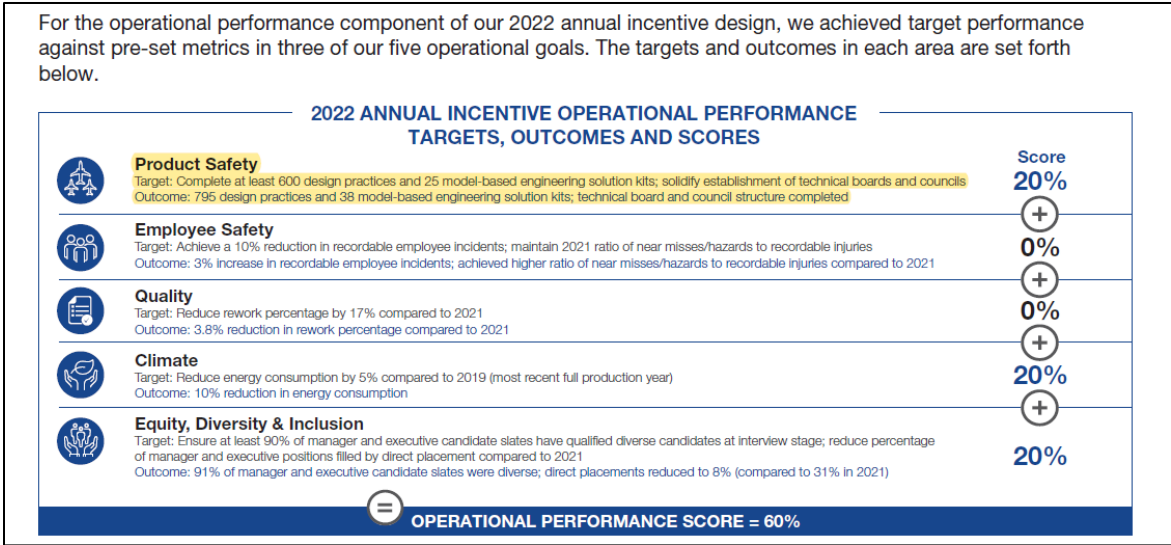 For the operational performance component of our 2022 annual incentive design, we achieved target performance
against pre-set metrics in three of our five operational goals. The targets and outcomes in each area are set forth
below.
2022 ANNUAL INCENTIVE OPERATIONAL PERFORMANCE
TARGETS, OUTCOMES AND SCORES
Score
Product Safety
Target: Complete at least 600 design practices and 25 model-based engineering solution kits; solidify establishment of technical boards and councils
Outcome: 795 design practices and 38 model-based engineering solution kits; technical board and council structure completed
20%
+
Employee Safety
Target: Achieve a 10% reduction in recordable employee incidents; maintain 2021 ratio of near misses/hazards to recordable injuries
Outcome: 3% increase in recordable employee incidents; achieved higher ratio of near misses/hazards to recordable injuries compared to 2021
0%
+
Quality
Target: Reduce rework percentage by 17% compared to 2021
Outcome: 3.8% reduction in rework percentage compared to 2021
0%
+
Climate
Target: Reduce energy consumption by 5% compared to 2019 (most recent full production year)
Outcome: 10% reduction in energy consumption
20%
+
Equity, Diversity & Inclusion
Target: Ensure at least 90% of manager and executive candidate slates have qualified diverse candidates at interview stage; reduce percentage
of manager and executive positions filled by direct placement compared to 2021
Outcome: 91% of manager and executive candidate slates were diverse; direct placements reduced to 8% (compared to 31% in 2021)
20%
=
OPERATIONAL PERFORMANCE SCORE = 60%